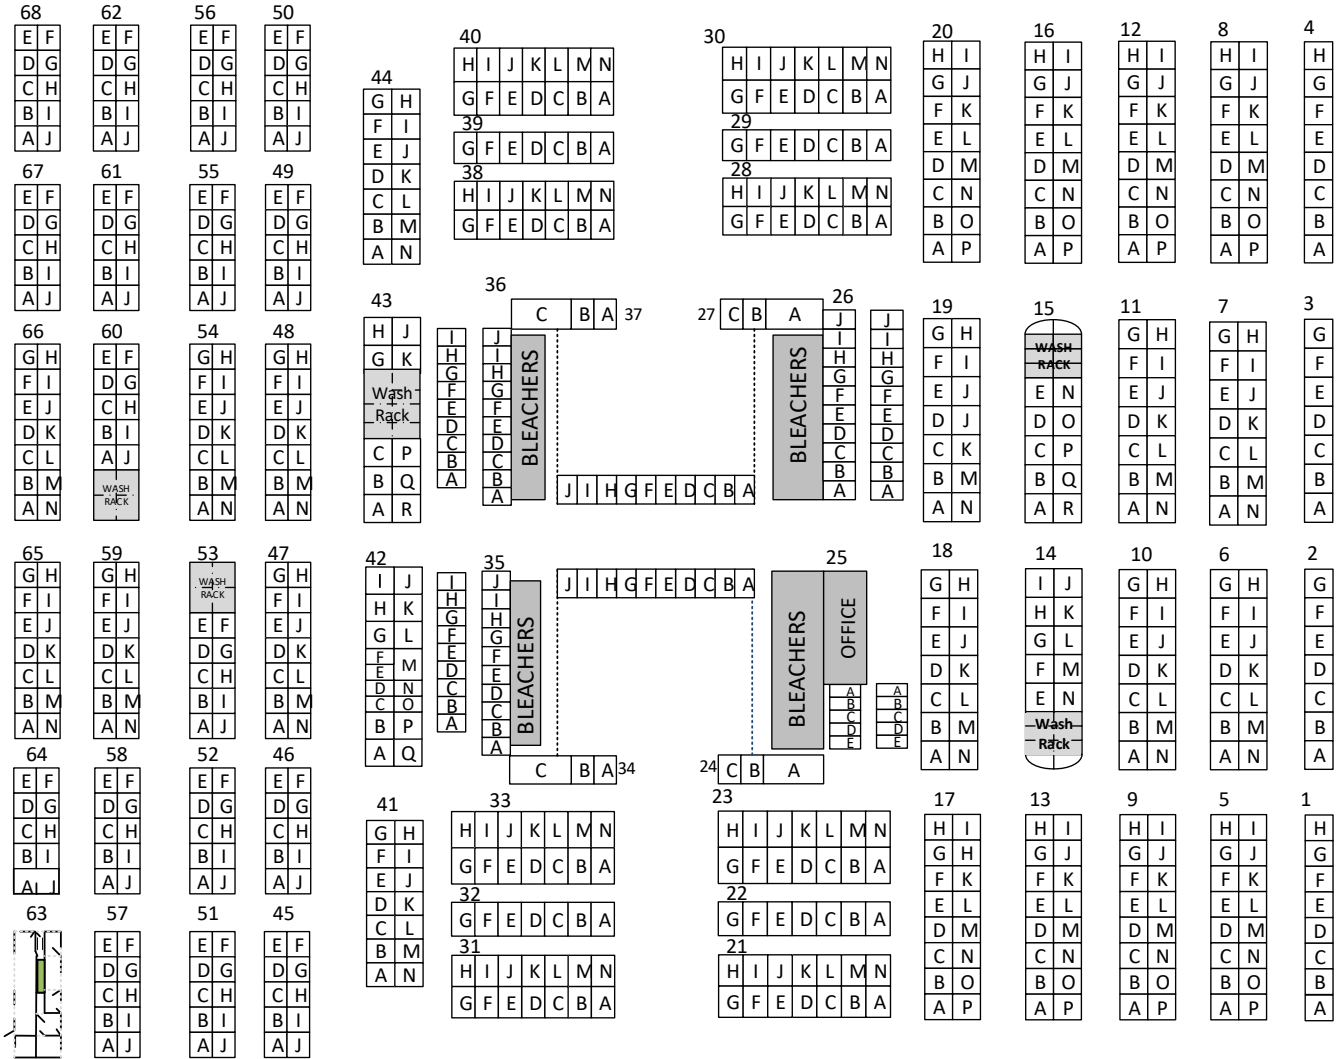 68
E F
D G
C H
B I
A J
62
E F
D G
C H
B I
A J
56
E F
D G
C H
B I
A J
50
E F
D G
C H
B I
A J
44
G H
F I
E J
D K
C L
B M
A N
40
H I J K L M N
G F E D C B A
39
G F E D C B A
38
H I J K L M N
G F E D C B A
30
H I J K L M N
G F E D C B A
29
G F E D C B A
28
H I J K L M N
G F E D C B A
20
H I
G J
F K
E L
D M
C N
B O
A P
16
H I
G J
F K
E L
D M
C N
B O
A P
12
H I
G J
F K
E L
D M
C N
B O
A P
8
H I
G J
F K
E L
D M
C N
B O
A P
4
H
G
F
E
D
C
B
A
67
E F
D G
C H
B I
A J
61
E F
D G
C H
B I
A J
55
E F
D G
C H
B I
A J
49
E F
D G
C H
B I
A J
66
G H
F I
E J
D K
C L
B M
A N
60
E F
D G
C H
B I
A J
WASH
RACK
54
G H
F I
E J
D K
C L
B M
A N
48
G H
F I
E J
D K
C L
B M
A N
43
H J
G K
Wash
Rack
C P
B Q
A R
I
H
G
F
E
D
C
B
A
36
J
I
H
G
F
E
D
C
B
A
C B A 37
BLEACHERS
J I H G F E D C B A
27 C B A
BLEACHERS
26
J
I
H
G
F
E
D
C
B
A
J
I
H
G
F
E
D
C
B
A
19
G H
F I
E J
D J
C K
B M
A N
15
WASH
RACK
E N
D O
C P
B Q
A R
11
G H
F I
E J
D K
C L
B M
A N
7
G H
F I
E J
D K
C L
B M
A N
3
G
F
E
D
C
B
A
65
G H
F I
E J
D K
C L
B M
A N
59
G H
F I
E J
D K
C L
B M
A N
53
WASH
RACK
E F
D G
C H
B I
A J
47
G H
F I
E J
D K
C L
B M
A N
42
I J
H K
G L
F
E M
D N
C O
B P
A Q
I
H
G
F
E
D
C
B
A
35
J
I
H
G
F
E
D
C
B
A
BLEACHERS
J I H G F E D C B A
C B A 34
24 C B A
BLEACHERS
25
OFFICE
A
B
C
D
E
A
B
C
D
E
18
G H
F I
E J
D K
C L
B M
A N
14
I J
H K
G L
F M
E N
Wash
Rack
10
G H
F I
E J
D K
C L
B M
A N
6
G H
F I
E J
D K
C L
B M
A N
2
G
F
E
D
C
B
A
64
E F
D G
C H
B I
A J
58
E F
D G
C H
B I
A J
52
E F
D G
C H
B I
A J
46
E F
D G
C H
B I
A J
41
G H
F I
E J
D K
C L
B M
A N
33
H I J K L M N
G F E D C B A
32
G F E D C B A
31
H I J K L M N
G F E D C B A
23
H I J K L M N
G F E D C B A
22
G F E D C B A
21
H I J K L M N
G F E D C B A
17
H I
G H
F K
E L
D M
C N
B O
A P
13
H I
G J
F K
E L
D M
C N
B O
A P
9
H I
G J
F K
E L
D M
C N
B O
A P
5
H I
G J
F K
E L
D M
C N
B O
A P
1
H
G
F
E
D
C
B
A
63
57
E F
D G
C H
B I
A J
51
E F
D G
C H
B I
A J
45
E F
D G
C H
B I
A J